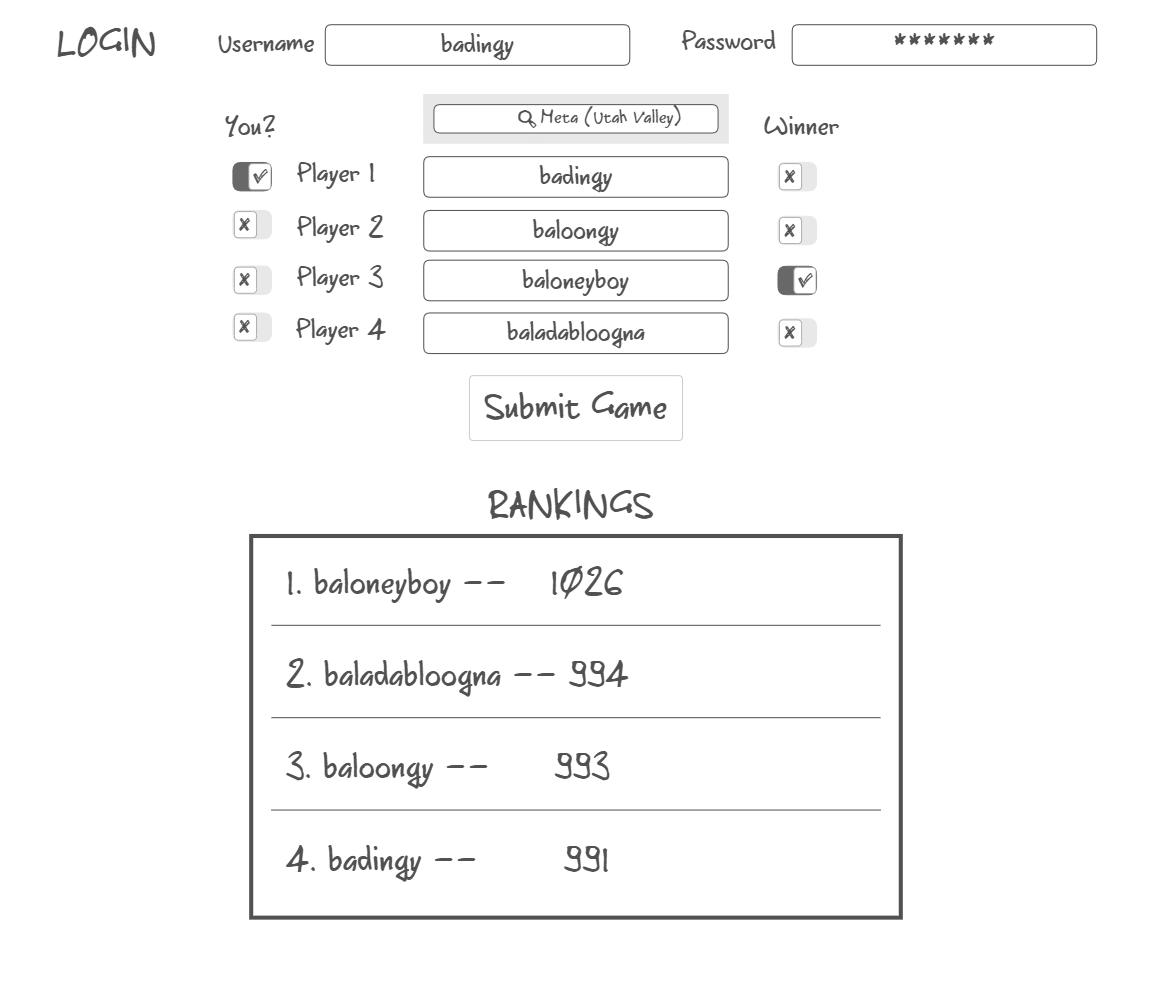 LOGIN Username badingy Password *******
You? Meta (Utah Valley) Winner
Player 1 badingy
Player 2 baloongy
Player 3 baloneyboy
Player 4 baladabloogna
Submit Game
RANKINGS
1. baloneyboy -- 1026
2. baladabloogna -- 994
3. baloongy -- 993
4. badingy -- 991